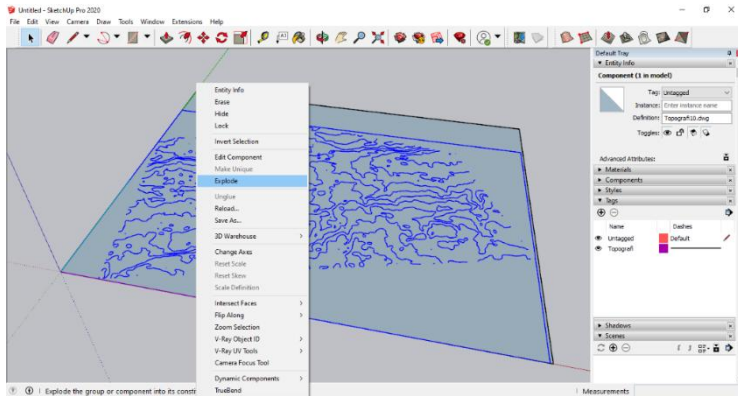 Untitled - SketchUp Pro 2020
File Edit View Camera Draw Tools Window Extensions Help
Default Tray
Entity Info
Component (1 in model)
Tag: Untagged
Instance: Enter instance name
Definition: Topografi10.dwg
Toggles:
Advanced Attributes:
Materials
Components
Styles
Tags
Name Dashes
Untagged Default
Topografi
Shadows
Scenes
Entity Info
Erase
Hide
Lock
Invert Selection
Edit Component
Make Unique
Explode
Unglue
Reload...
Save As...
3D Warehouse
Change Axes
Reset Scale
Reset Skew
Scale Definition
Intersect Faces
Flip Along
Zoom Selection
V-Ray Object ID
V-Ray UV Tools
Camera Focus Tool
Dynamic Components
TrueBend
Explode the group or component into its consti
Measurements